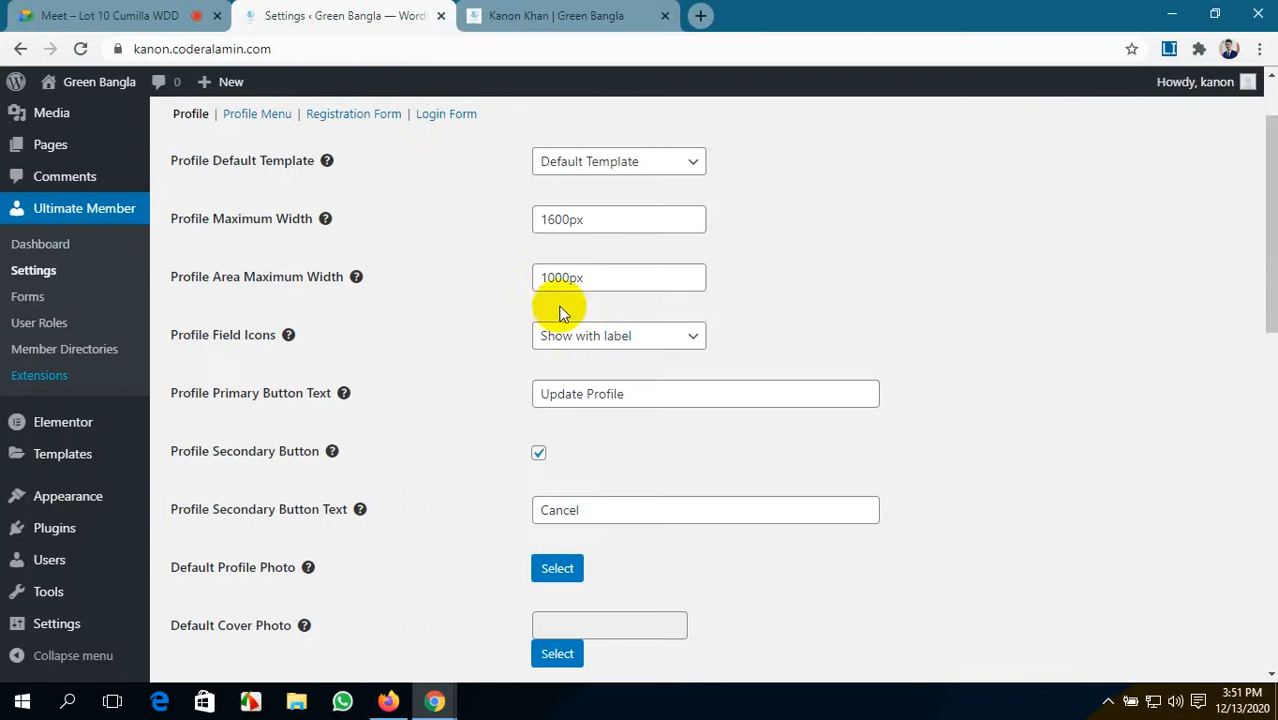 Meet – Lot 10 Cumilla WDD
Settings ‹ Green Bangla — Word
Kanon Khan | Green Bangla
kanon.coderalamin.com
Green Bangla 0 New Howdy, kanon
Media
Pages
Comments
Ultimate Member
Dashboard
Settings
Forms
User Roles
Member Directories
Extensions
Elementor
Templates
Appearance
Plugins
Users
Tools
Settings
Collapse menu
Profile | Profile Menu | Registration Form | Login Form
Profile Default Template Default Template
Profile Maximum Width 1600px
Profile Area Maximum Width 1000px
Profile Field Icons Show with label
Profile Primary Button Text Update Profile
Profile Secondary Button
Profile Secondary Button Text Cancel
Default Profile Photo Select
Default Cover Photo
Select
3:51 PM
12/13/2020